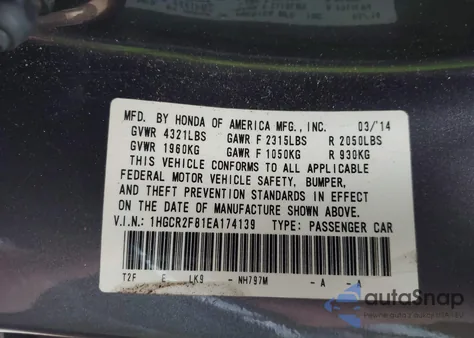 MFD. BY HONDA OF AMERICA MFG., INC. 03/'14
GVWR 4321LBS GAWR F 2315LBS R 2050LBS
GVWR 1960KG GAWR F 1050KG R 930KG
THIS VEHICLE CONFORMS TO ALL APPLICABLE
FEDERAL MOTOR VEHICLE SAFETY, BUMPER,
AND THEFT PREVENTION STANDARDS IN EFFECT
ON THE DATE OF MANUFACTURE SHOWN ABOVE.
V.I.N.: 1HGCR2F81EA174139 TYPE: PASSENGER CAR
T2F E LK9 - NH797M - A - A
autoSnap